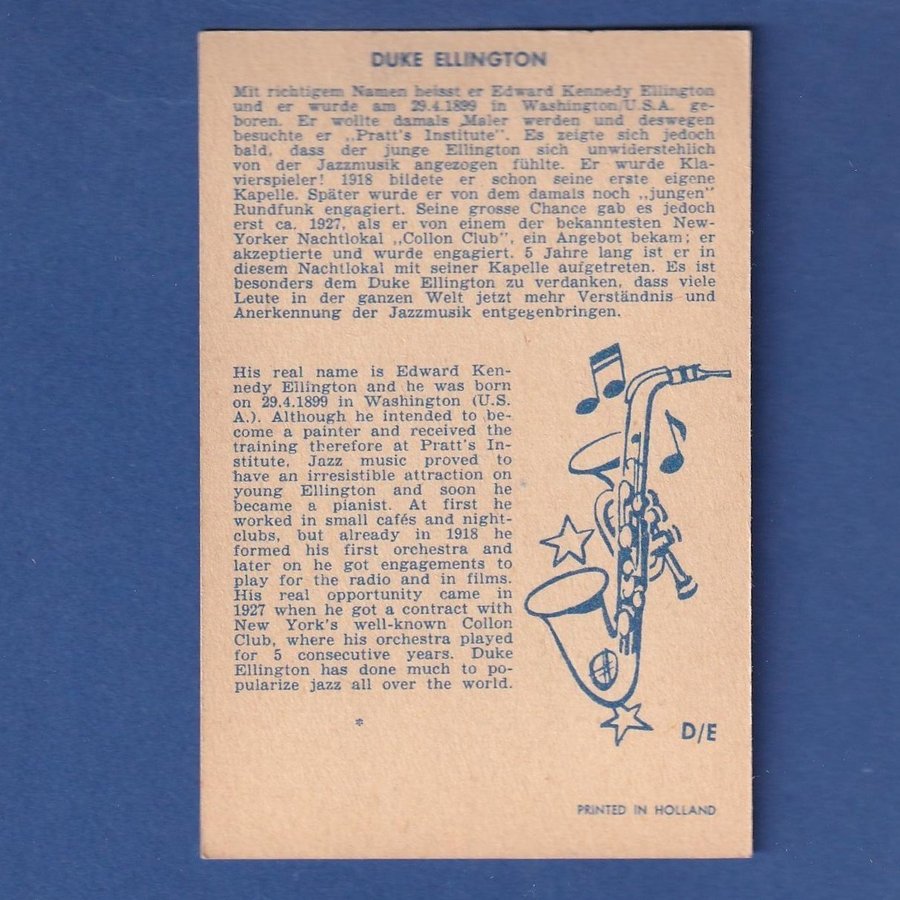 DUKE ELLINGTON
Mit richtigem Namen heisst er Edward Kennedy Ellington
und er wurde am 29.4.1899 in Washington/U.S.A. ge-
boren. Er wollte damals Maler werden und deswegen
besuchte er ,,Pratt's Institute". Es zeigte sich jedoch
bald, dass der junge Ellington sich unwiderstehlich
von der Jazzmusik angezogen fühlte. Er wurde Kla-
vierspieler! 1918 bildete er schon seine erste eigene
Kapelle. Später wurde er von dem damals noch ,,jungen"
Rundfunk engagiert. Seine grosse Chance gab es jedoch
erst ca. 1927, als er von einem der bekanntesten New-
Yorker Nachtlokal ,,Collon Club", ein Angebot bekam; er
akzeptierte und wurde engagiert. 5 Jahre lang ist er in
diesem Nachtlokal mit seiner Kapelle aufgetreten. Es ist
besonders dem Duke Ellington zu verdanken, dass viele
Leute in der ganzen Welt jetzt mehr Verständnis und
Anerkennung der Jazzmusik entgegenbringen.
His real name is Edward Ken-
nedy Ellington and he was born
on 29.4.1899 in Washington (U.S.
A.). Although he intended to be-
come a painter and received the
training therefore at Pratt's In-
stitute, Jazz music proved to
have an irresistible attraction on
young Ellington and soon he
became a pianist. At first he
worked in small cafés and night-
clubs, but already in 1918 he
formed his first orchestra and
later on he got engagements to
play for the radio and in films.
His real opportunity came in
1927 when he got a contract with
New York's well-known Collon
Club, where his orchestra played
for 5 consecutive years. Duke
Ellington has done much to po-
pularize jazz all over the world.
*
D/E
PRINTED IN HOLLAND